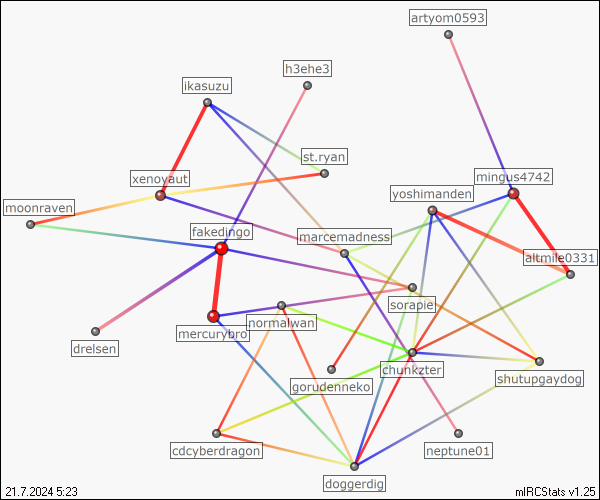 artyom0593
h3ehe3
ikasuzu
st.ryan
mingus4742
xenoyaut
yoshimanden
moonraven
fakedingo
marcemadness
altmile0331
sorapie
normalwan
mercurybro
drelsen
chunkzter
shutupgaydog
gorudenneko
cdcyberdragon
neptune01
doggerdig
21.7.2024 5:23
mIRCStats v1.25